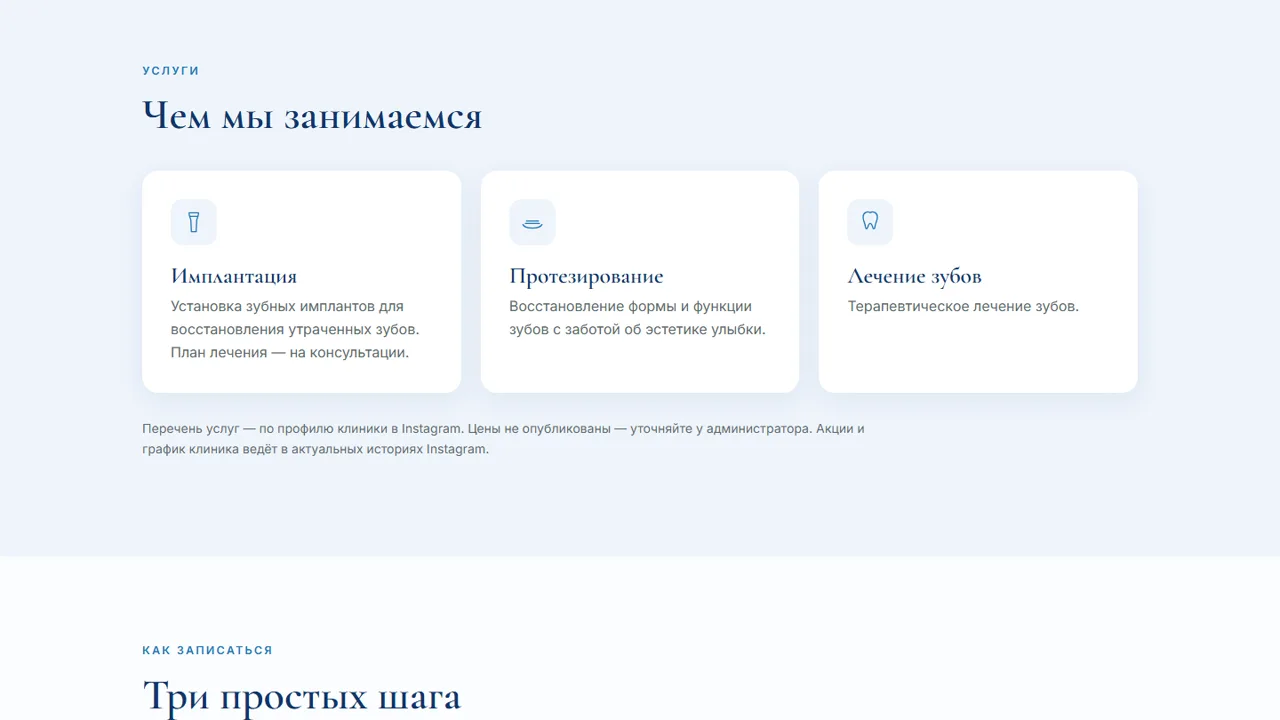 УСЛУГИ
Чем мы занимаемся
Имплантация
Установка зубных имплантов для
восстановления утраченных зубов.
План лечения — на консультации.
Протезирование
Восстановление формы и функции
зубов с заботой об эстетике улыбки.
Лечение зубов
Терапевтическое лечение зубов.
Перечень услуг — по профилю клиники в Instagram. Цены не опубликованы — уточняйте у администратора. Акции и
график клиника ведёт в актуальных историях Instagram.
КАК ЗАПИСАТЬСЯ
Три простых шага